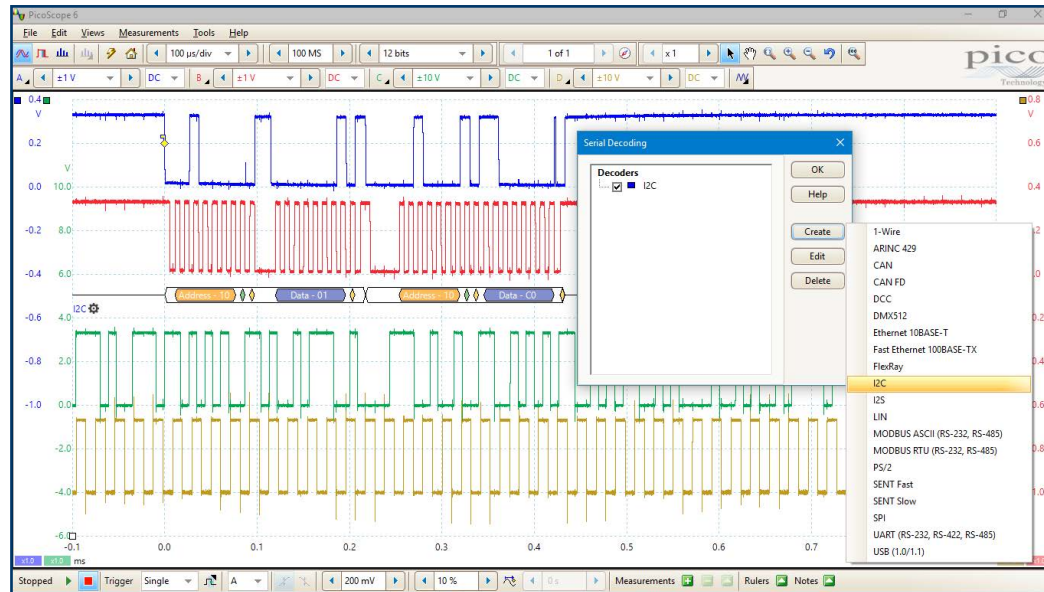 PicoScope 6
File Edit Views Measurements Tools Help
100 µs/div 100 MS 12 bits 1 of 1 x 1
pico
Technology
A ±1 V DC B ±1 V DC C ±10 V DC D ±10 V DC
0.4 0.8
V V
0.2 0.6
V
0.0 10.0 0.4
-0.2 8.0
-0.4 6.0
Address - 10 Data - 01 Address - 10 Data - C0
I2C
-0.6 4.0
-0.8 2.0
-1.0 0.0
-2.0
-4.0
-6.0
-0.1 0.0 0.1 0.2 0.3 0.4 0.5 0.6 0.7
x1.0 x1.0 ms
Serial Decoding
Decoders
I2C
OK
Help
Create
Edit
Delete
1-Wire
ARINC 429
CAN
CAN FD
DCC
DMX512
Ethernet 10BASE-T
Fast Ethernet 100BASE-TX
FlexRay
I2C
I2S
LIN
MODBUS ASCII (RS-232, RS-485)
MODBUS RTU (RS-232, RS-485)
PS/2
SENT Fast
SENT Slow
SPI
UART (RS-232, RS-422, RS-485)
USB (1.0/1.1)
Stopped Trigger Single A 200 mV 10 % 0 s Measurements Rulers Notes